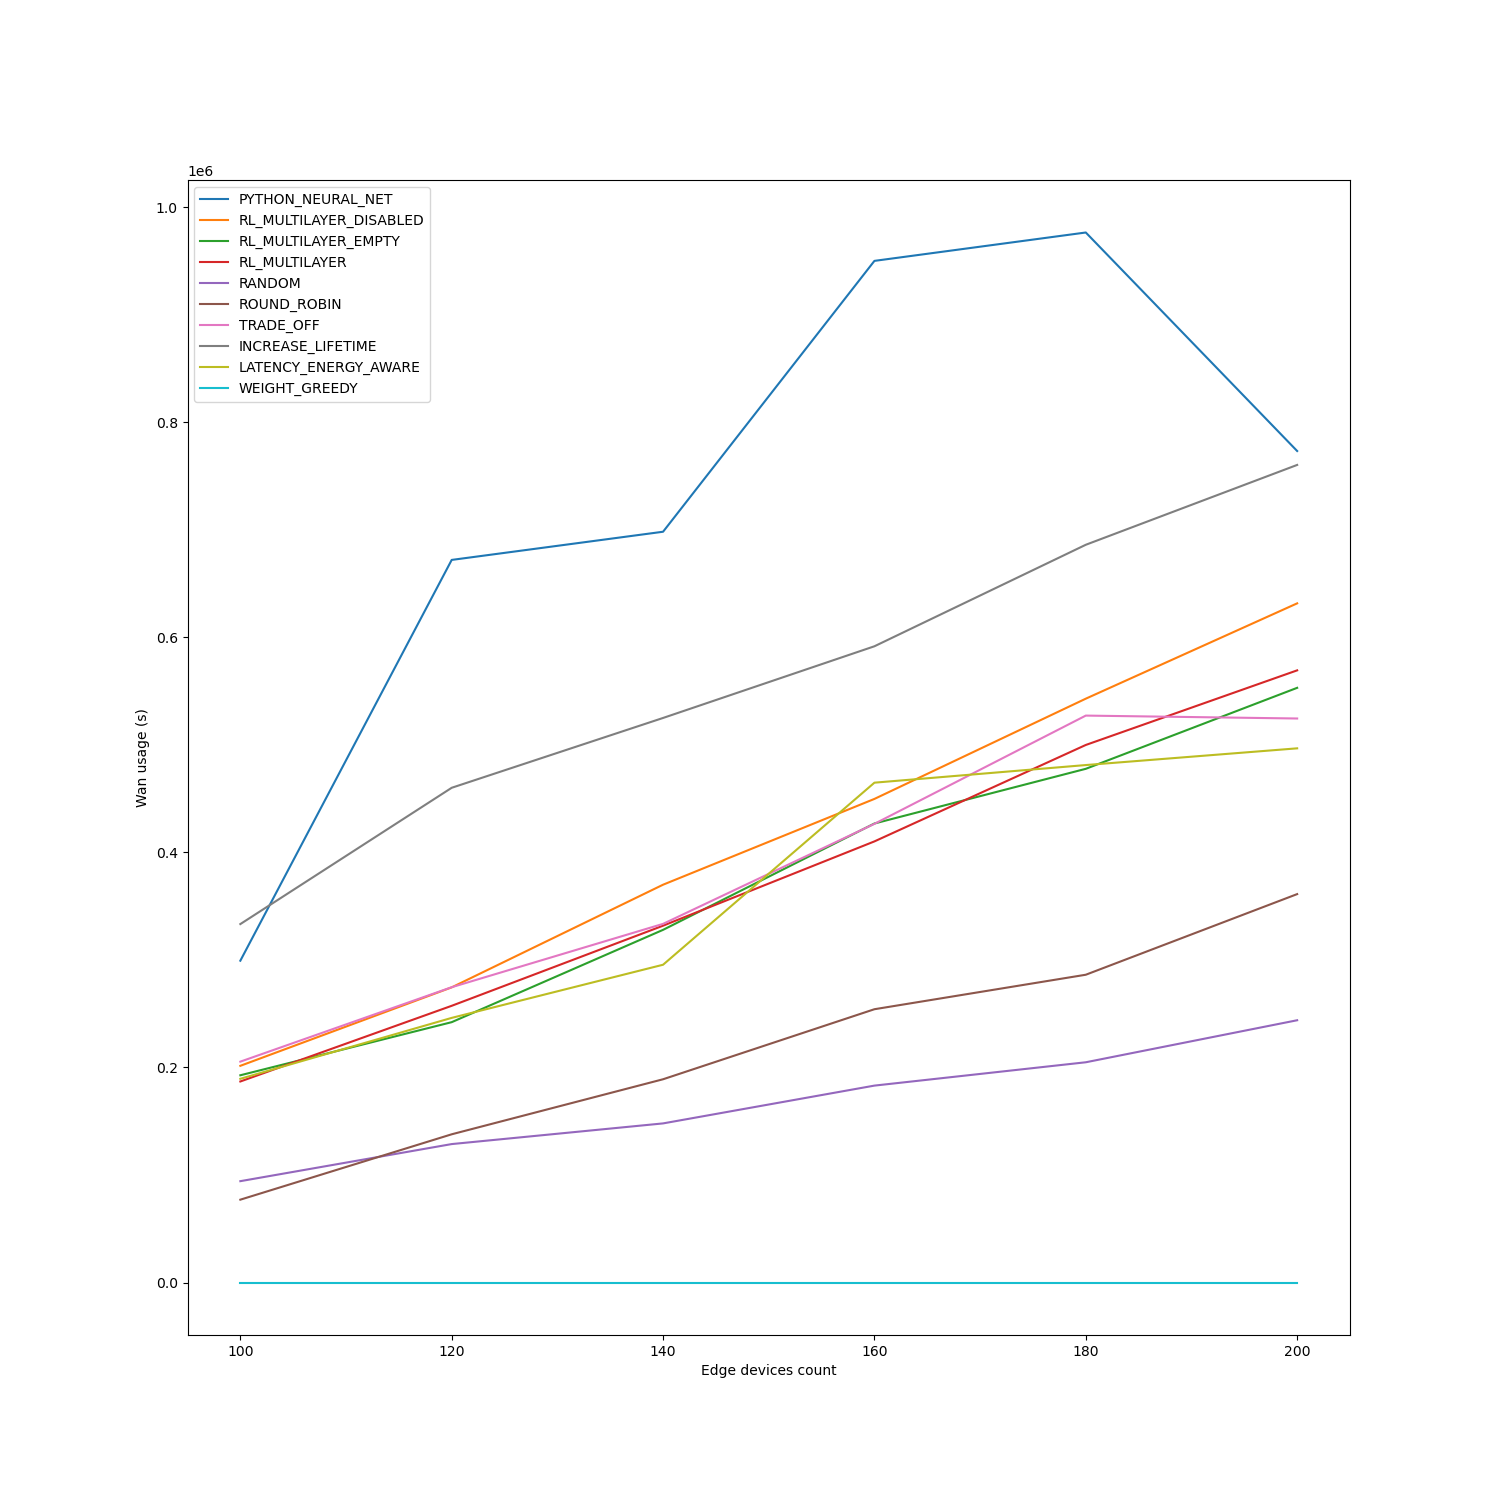 1e6
PYTHON_NEURAL_NET
RL_MULTILAYER_DISABLED
RL_MULTILAYER_EMPTY
RL_MULTILAYER
RANDOM
ROUND_ROBIN
TRADE_OFF
INCREASE_LIFETIME
LATENCY_ENERGY_AWARE
WEIGHT_GREEDY
1.0
0.8
0.6
0.4
0.2
0.0
Wan usage (s)
100 120 140 160 180 200
Edge devices count